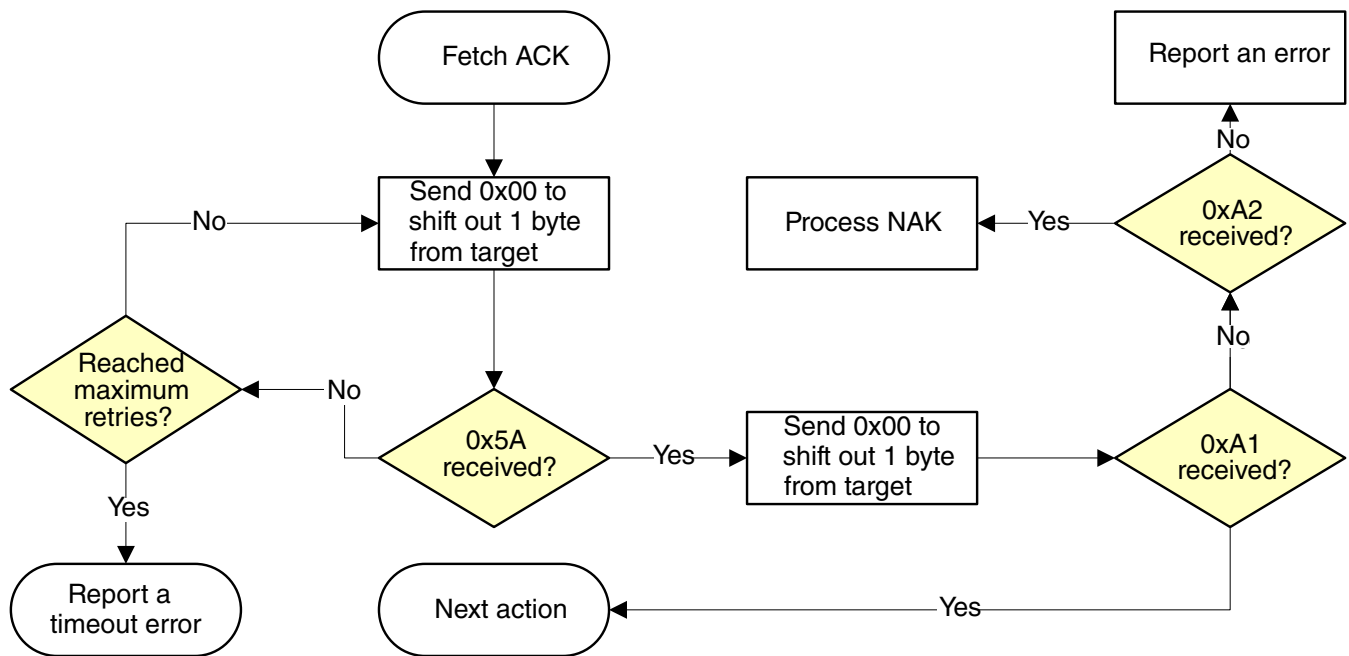 Fetch ACK
Report an error
No
Send 0x00 to
shift out 1 byte
from target
No
Process NAK
Yes
0xA2
received?
Reached
maximum
retries?
No
No
0x5A
received?
Yes
Send 0x00 to
shift out 1 byte
from target
0xA1
received?
Yes
Report a
timeout error
Next action
Yes